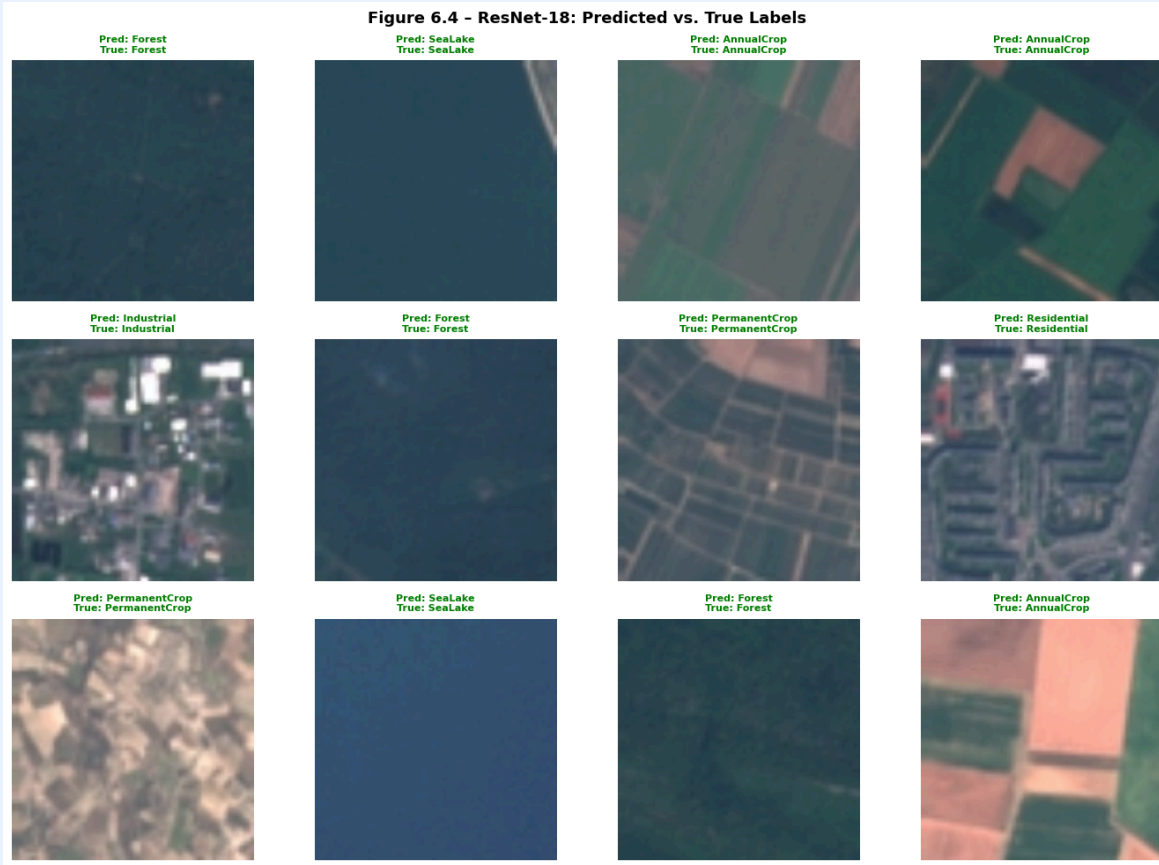 Figure 6.4 – ResNet-18: Predicted vs. True Labels
Pred: Forest
True: Forest
Pred: SeaLake
True: SeaLake
Pred: AnnualCrop
True: AnnualCrop
Pred: AnnualCrop
True: AnnualCrop
Pred: Industrial
True: Industrial
Pred: Forest
True: Forest
Pred: PermanentCrop
True: PermanentCrop
Pred: Residential
True: Residential
Pred: PermanentCrop
True: PermanentCrop
Pred: SeaLake
True: SeaLake
Pred: Forest
True: Forest
Pred: AnnualCrop
True: AnnualCrop